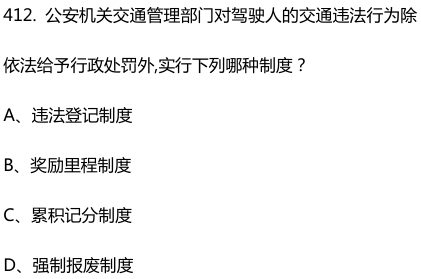 412. 公安机关交通管理部门对驾驶人的交通违法行为除
依法给予行政处罚外,实行下列哪种制度？
A、违法登记制度
B、奖励里程制度
C、累积记分制度
D、强制报废制度